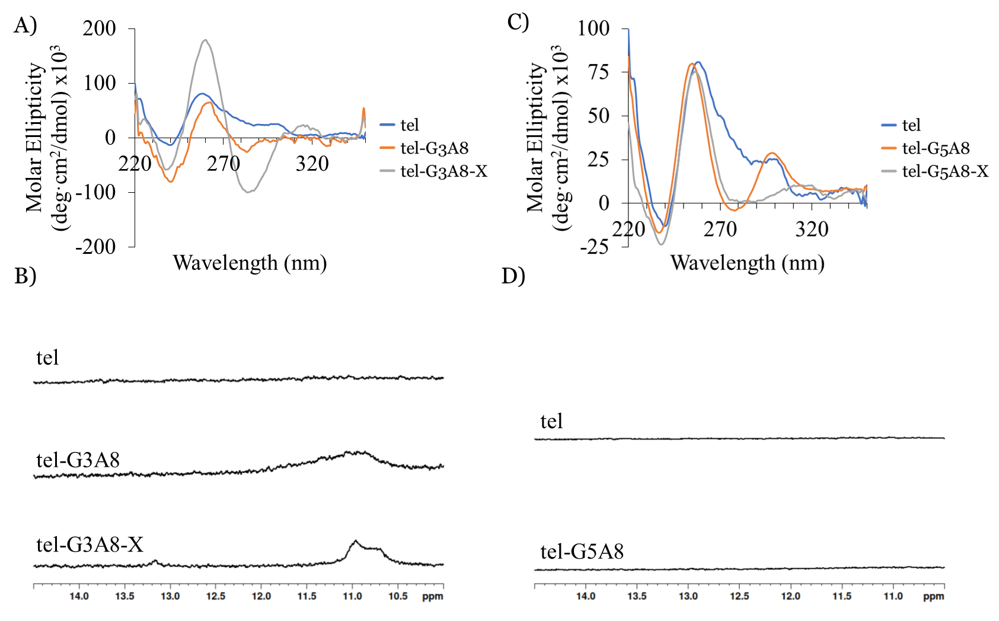 A)
Molar Ellipticity
(deg·cm²/dmol) x10³
200
100
0
-100
-200
220
270
320
Wavelength (nm)
tel
tel-G3A8
tel-G3A8-X
C)
Molar Ellipticity
(deg·cm²/dmol) x10³
100
75
50
25
0
-25
220
270
320
Wavelength (nm)
tel
tel-G5A8
tel-G5A8-X
B)
tel
tel-G3A8
tel-G3A8-X
14.0 13.5 13.0 12.5 12.0 11.5 11.0 10.5 ppm
D)
tel
tel-G5A8
14.0 13.5 13.0 12.5 12.0 11.5 11.0 ppm